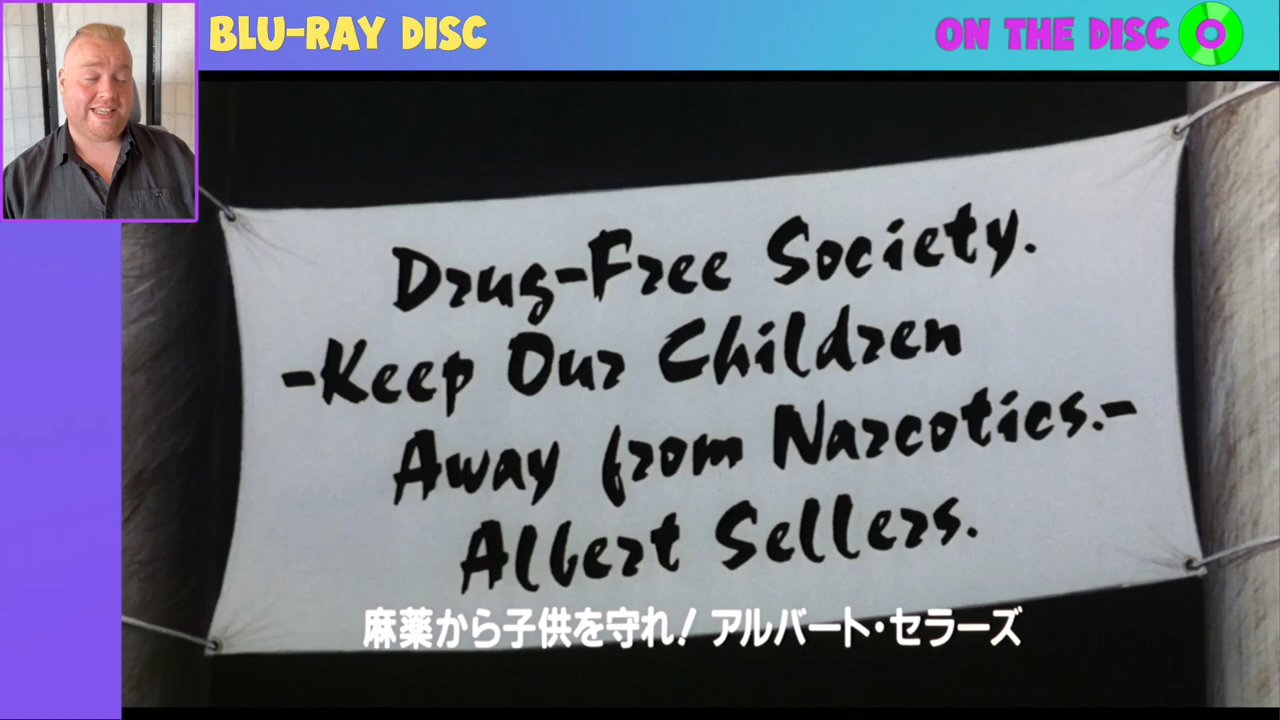 BLU-RAY DISC
ON THE DISC
Drug-Free Society.
-Keep Our Children
Away from Narcotics.-
Albert Sellers.
麻薬から子供を守れ! アルバート・セラーズ